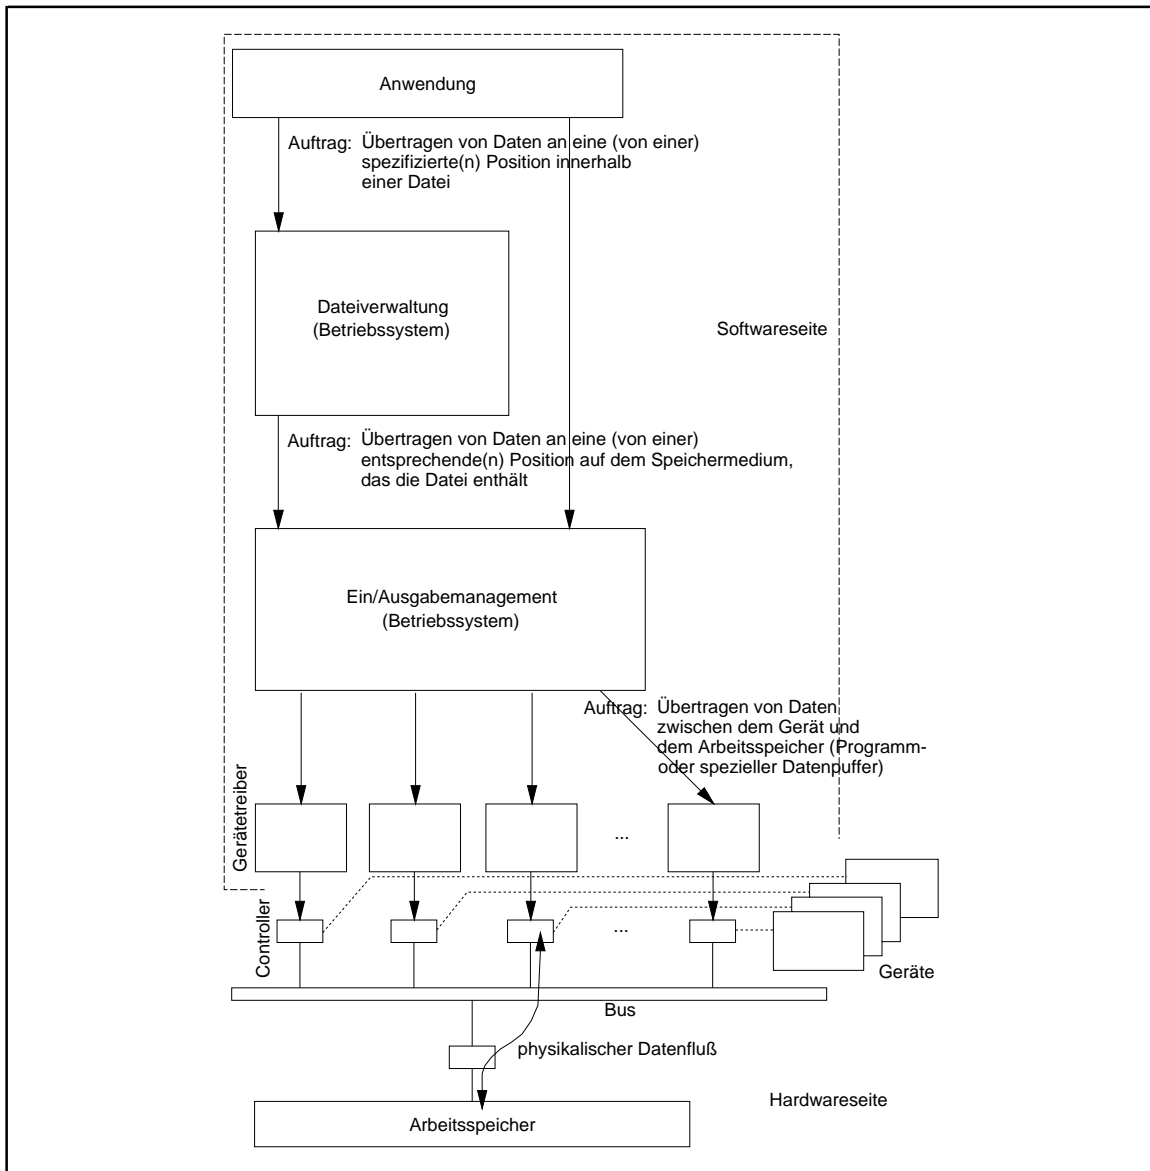 Anwendung
Auftrag: Übertragen von Daten an eine (von einer)
spezifizierte(n) Position innerhalb
einer Datei
Dateiverwaltung
(Betriebssystem)
Softwareseite
Auftrag: Übertragen von Daten an eine (von einer)
entsprechende(n) Position auf dem Speichermedium,
das die Datei enthält
Ein/Ausgabemanagement
(Betriebssystem)
Auftrag: Übertragen von Daten
zwischen dem Gerät und
dem Arbeitsspeicher (Programm-
oder spezieller Datenpuffer)
Gerätetreiber
...
Controller
...
Geräte
Bus
physikalischer Datenfluß
Hardwareseite
Arbeitsspeicher